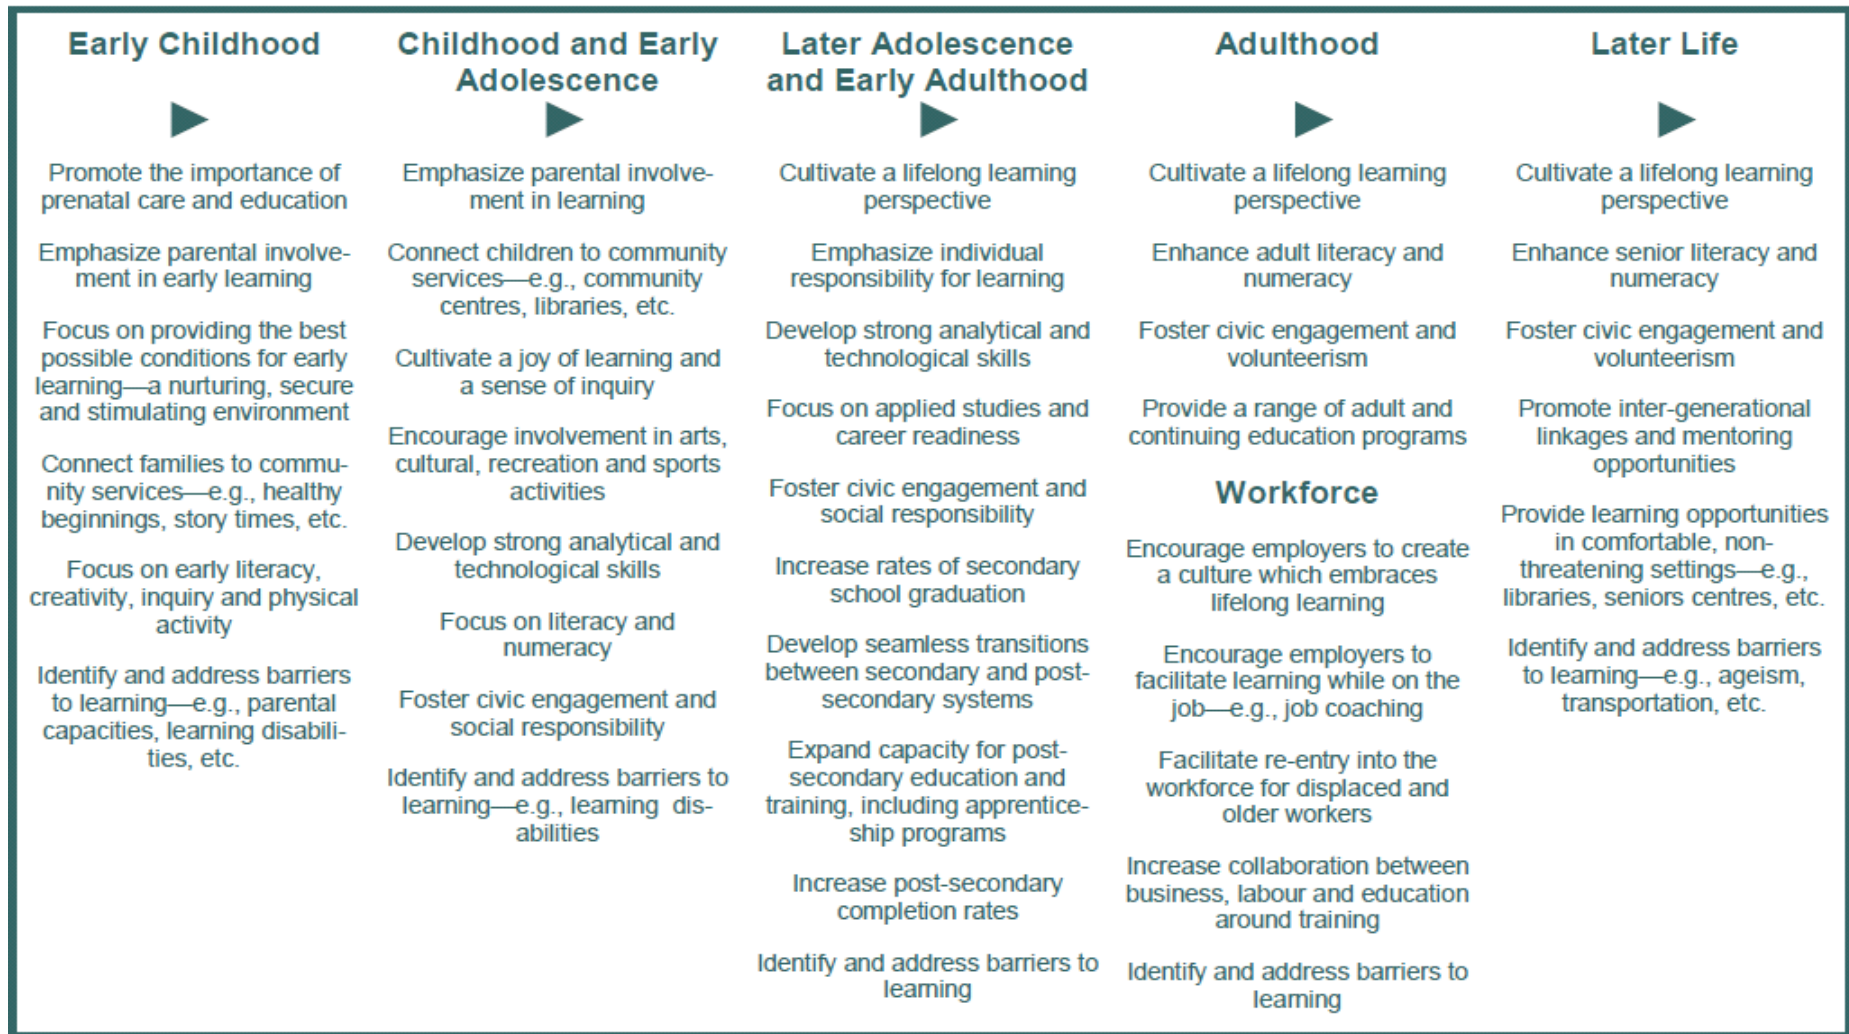 Early Childhood
Promote the importance of
prenatal care and education
Emphasize parental involve-
ment in early learning
Focus on providing the best
possible conditions for early
learning—a nurturing, secure
and stimulating environment
Connect families to commu-
nity services—e.g., healthy
beginnings, story times, etc.
Focus on early literacy,
creativity, inquiry and physical
activity
Identify and address barriers
to learning—e.g., parental
capacities, learning disabili-
ties, etc.
Childhood and Early
Adolescence
Emphasize parental involve-
ment in learning
Connect children to community
services—e.g., community
centres, libraries, etc.
Cultivate a joy of learning and
a sense of inquiry
Encourage involvement in arts,
cultural, recreation and sports
activities
Develop strong analytical and
technological skills
Focus on literacy and
numeracy
Foster civic engagement and
social responsibility
Identify and address barriers to
learning—e.g., learning dis-
abilities
Later Adolescence
and Early Adulthood
Cultivate a lifelong learning
perspective
Emphasize individual
responsibility for learning
Develop strong analytical and
technological skills
Focus on applied studies and
career readiness
Foster civic engagement and
social responsibility
Increase rates of secondary
school graduation
Develop seamless transitions
between secondary and post-
secondary systems
Expand capacity for post-
secondary education and
training, including apprentice-
ship programs
Increase post-secondary
completion rates
Identify and address barriers to
learning
Adulthood
Cultivate a lifelong learning
perspective
Enhance adult literacy and
numeracy
Foster civic engagement and
volunteerism
Provide a range of adult and
continuing education programs
Workforce
Encourage employers to create
a culture which embraces
lifelong learning
Encourage employers to
facilitate learning while on the
job—e.g., job coaching
Facilitate re-entry into the
workforce for displaced and
older workers
Increase collaboration between
business, labour and education
around training
Identify and address barriers to
learning
Later Life
Cultivate a lifelong learning
perspective
Enhance senior literacy and
numeracy
Foster civic engagement and
volunteerism
Promote inter-generational
linkages and mentoring
opportunities
Provide learning opportunities
in comfortable, non-
threatening settings—e.g.,
libraries, seniors centres, etc.
Identify and address barriers
to learning—e.g., ageism,
transportation, etc.